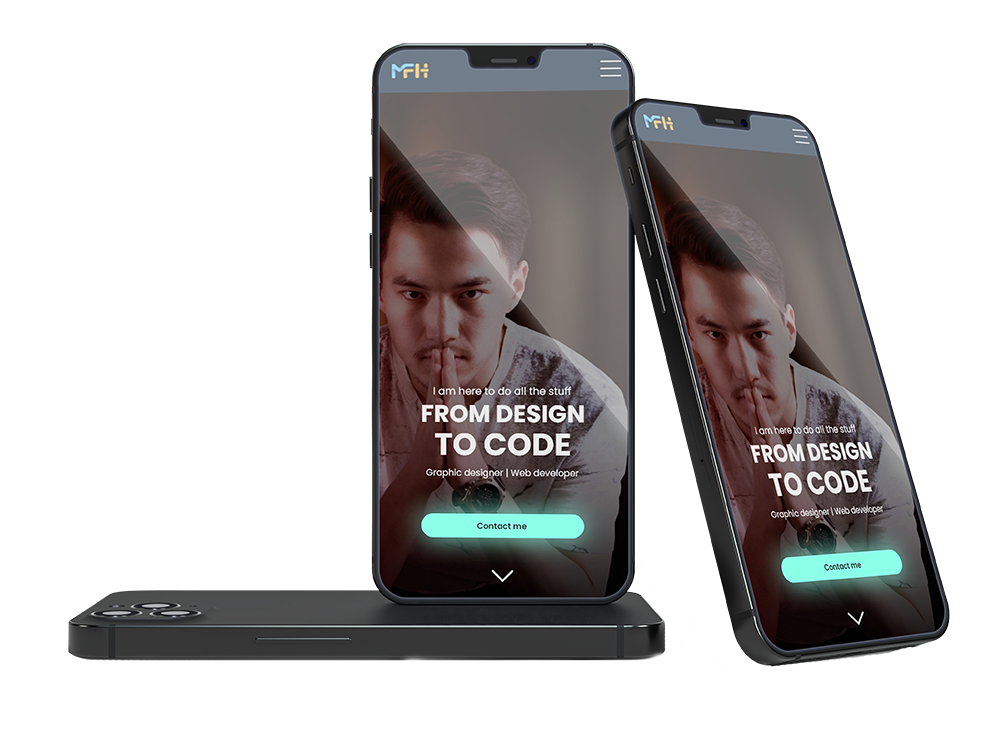 MFH
I am here to do all the stuff
FROM DESIGN
TO CODE
Graphic designer | Web developer
Contact me
MFH
I am here to do all the stuff
FROM DESIGN
TO CODE
Graphic designer | Web developer
Contact me